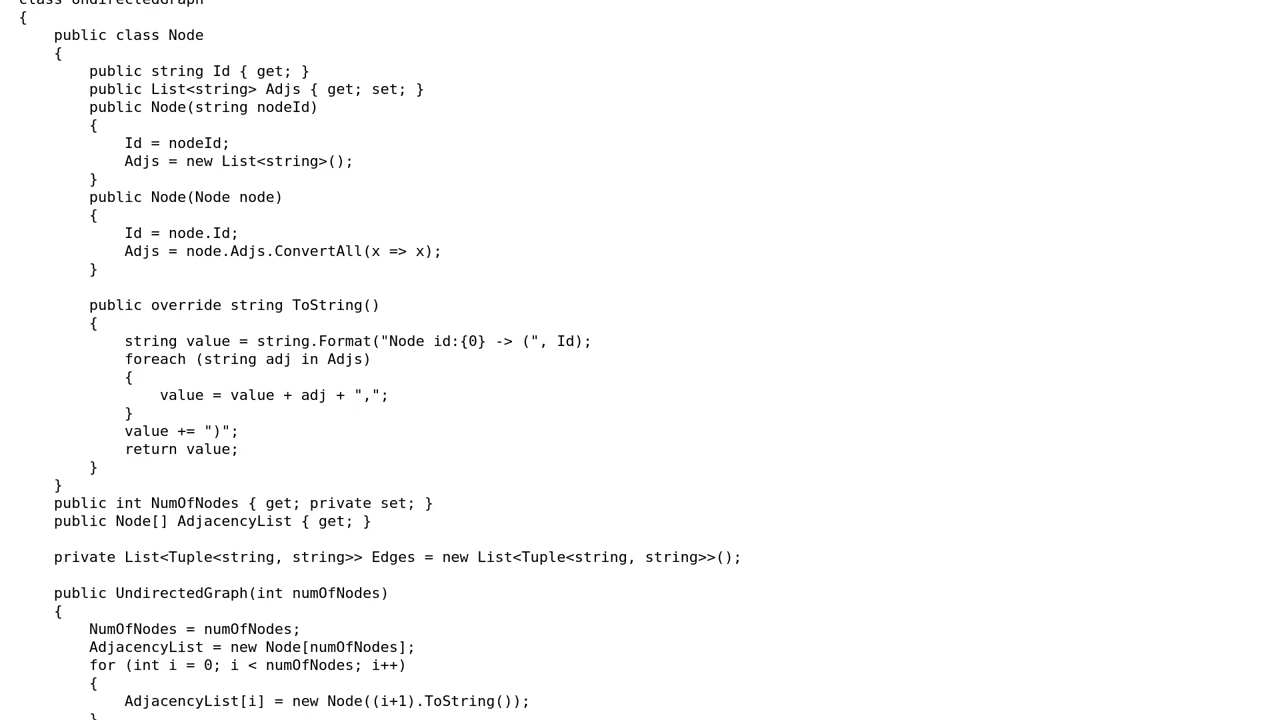 class UndirectedGraph
{
    public class Node
    {
        public string Id { get; }
        public List<string> Adjs { get; set; }
        public Node(string nodeId)
        {
            Id = nodeId;
            Adjs = new List<string>();
        }
        public Node(Node node)
        {
            Id = node.Id;
            Adjs = node.Adjs.ConvertAll(x => x);
        }

        public override string ToString()
        {
            string value = string.Format("Node id:{0} -> (", Id);
            foreach (string adj in Adjs)
            {
                value = value + adj + ",";
            }
            value += ")";
            return value;
        }
    }
    public int NumOfNodes { get; private set; }
    public Node[] AdjacencyList { get; }

    private List<Tuple<string, string>> Edges = new List<Tuple<string, string>>();

    public UndirectedGraph(int numOfNodes)
    {
        NumOfNodes = numOfNodes;
        AdjacencyList = new Node[numOfNodes];
        for (int i = 0; i < numOfNodes; i++)
        {
            AdjacencyList[i] = new Node((i+1).ToString());
        }